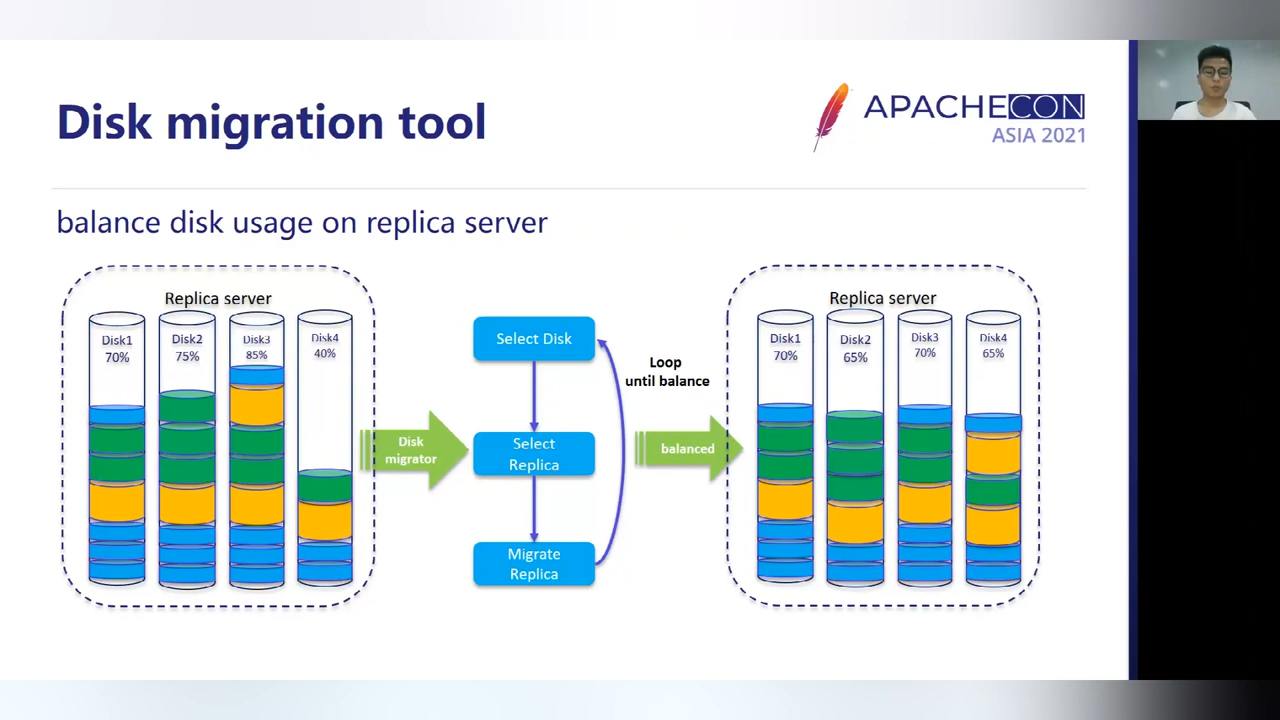 Disk migration tool
APACHECON
ASIA 2021
balance disk usage on replica server
Replica server
Disk1
70%
Disk2
75%
Disk3
85%
Disk4
40%
Disk
migrator
Select Disk
Select
Replica
Migrate
Replica
Loop
until balance
balanced
Replica server
Disk1
70%
Disk2
65%
Disk3
70%
Disk4
65%